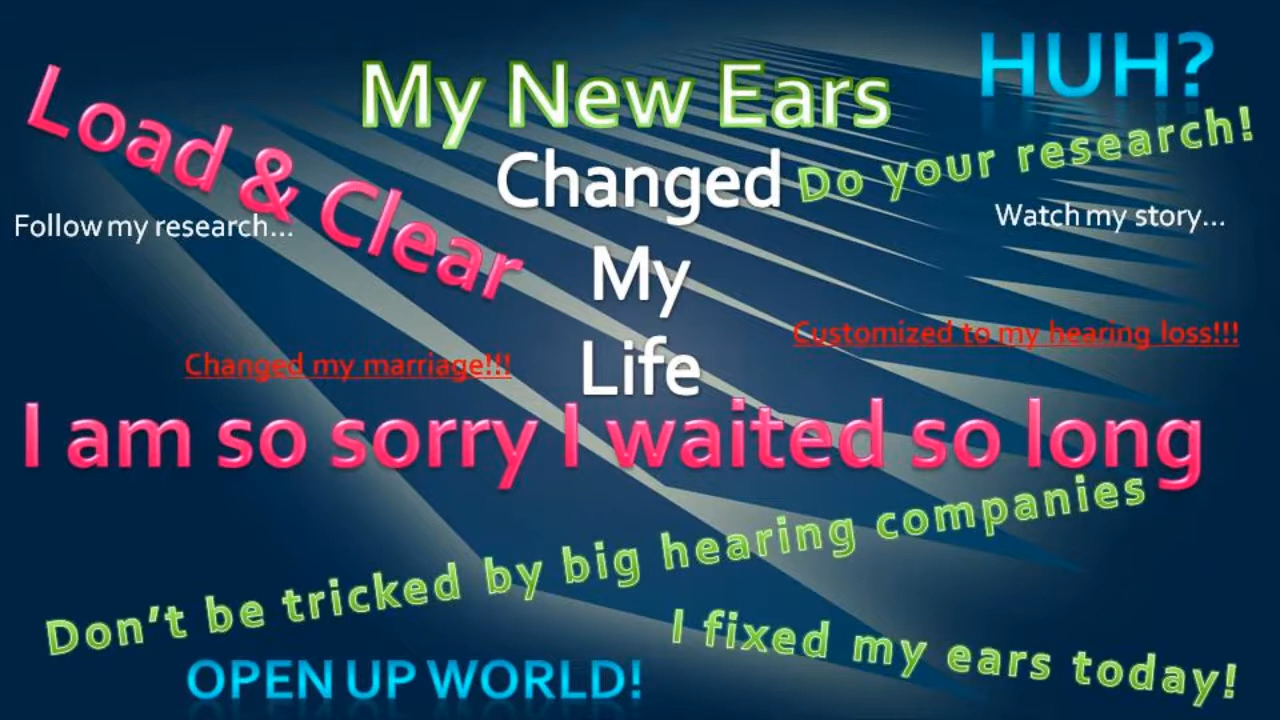 HUH?
My New Ears
Load & Clear
Do your research!
Changed
Follow my research...
Watch my story...
My
Customized to my hearing loss!!!
Changed my marriage!!!
Life
I am so sorry I waited so long
Don't be tricked by big hearing companies
I fixed my ears today!
OPEN UP WORLD!